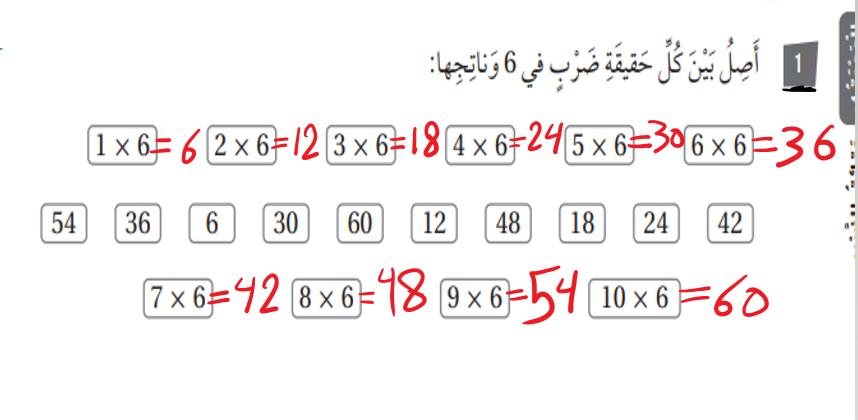 1 أَصِلُ بَيْنَ كُلِّ حَقيقَةِ ضَرْبٍ في 6 وَناتِجِها:
1 × 6 = 6 2 × 6 = 12 3 × 6 = 18 4 × 6 = 24 5 × 6 = 30 6 × 6 = 36
54 36 6 30 60 12 48 18 24 42
7 × 6 = 42 8 × 6 = 48 9 × 6 = 54 10 × 6 = 60